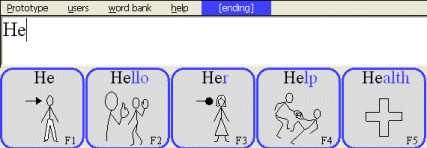 Prototype users word bank help [ending]
He
He Hello Her Help Health
F1 F2 F3 F4 F5